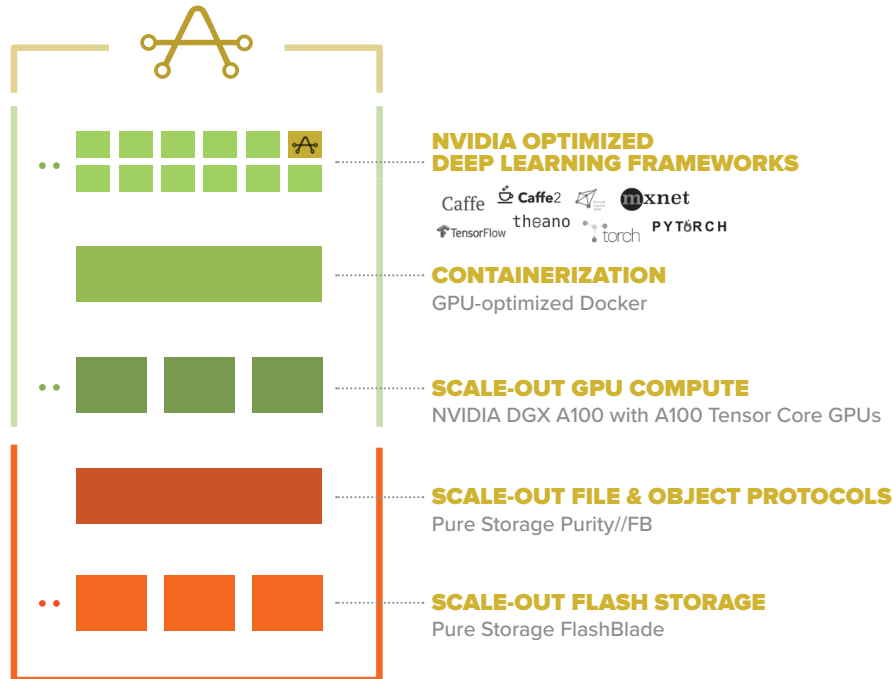 NVIDIA OPTIMIZED
DEEP LEARNING FRAMEWORKS
Caffe
Caffe2
mxnet
TensorFlow
theano
torch
PYTORCH
CONTAINERIZATION
GPU-optimized Docker
SCALE-OUT GPU COMPUTE
NVIDIA DGX A100 with A100 Tensor Core GPUs
SCALE-OUT FILE & OBJECT PROTOCOLS
Pure Storage Purity//FB
SCALE-OUT FLASH STORAGE
Pure Storage FlashBlade